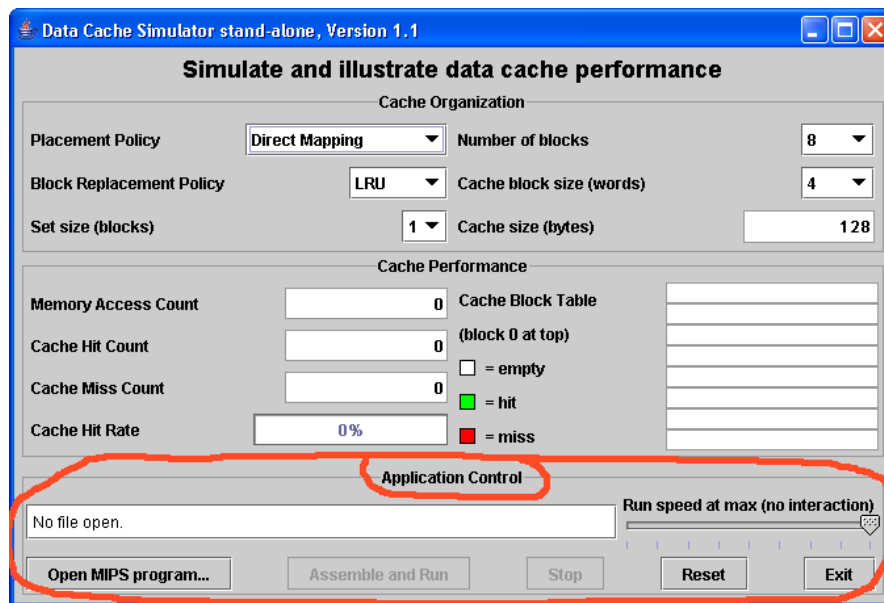 Data Cache Simulator stand-alone, Version 1.1
Simulate and illustrate data cache performance
Cache Organization
Placement Policy Direct Mapping Number of blocks 8
Block Replacement Policy LRU Cache block size (words) 4
Set size (blocks) 1 Cache size (bytes) 128
Cache Performance
Memory Access Count 0 Cache Block Table
(block 0 at top)
Cache Hit Count 0
= empty
Cache Miss Count 0
= hit
Cache Hit Rate 0%
= miss
Application Control
Run speed at max (no interaction)
No file open.
Open MIPS program... Assemble and Run Stop Reset Exit